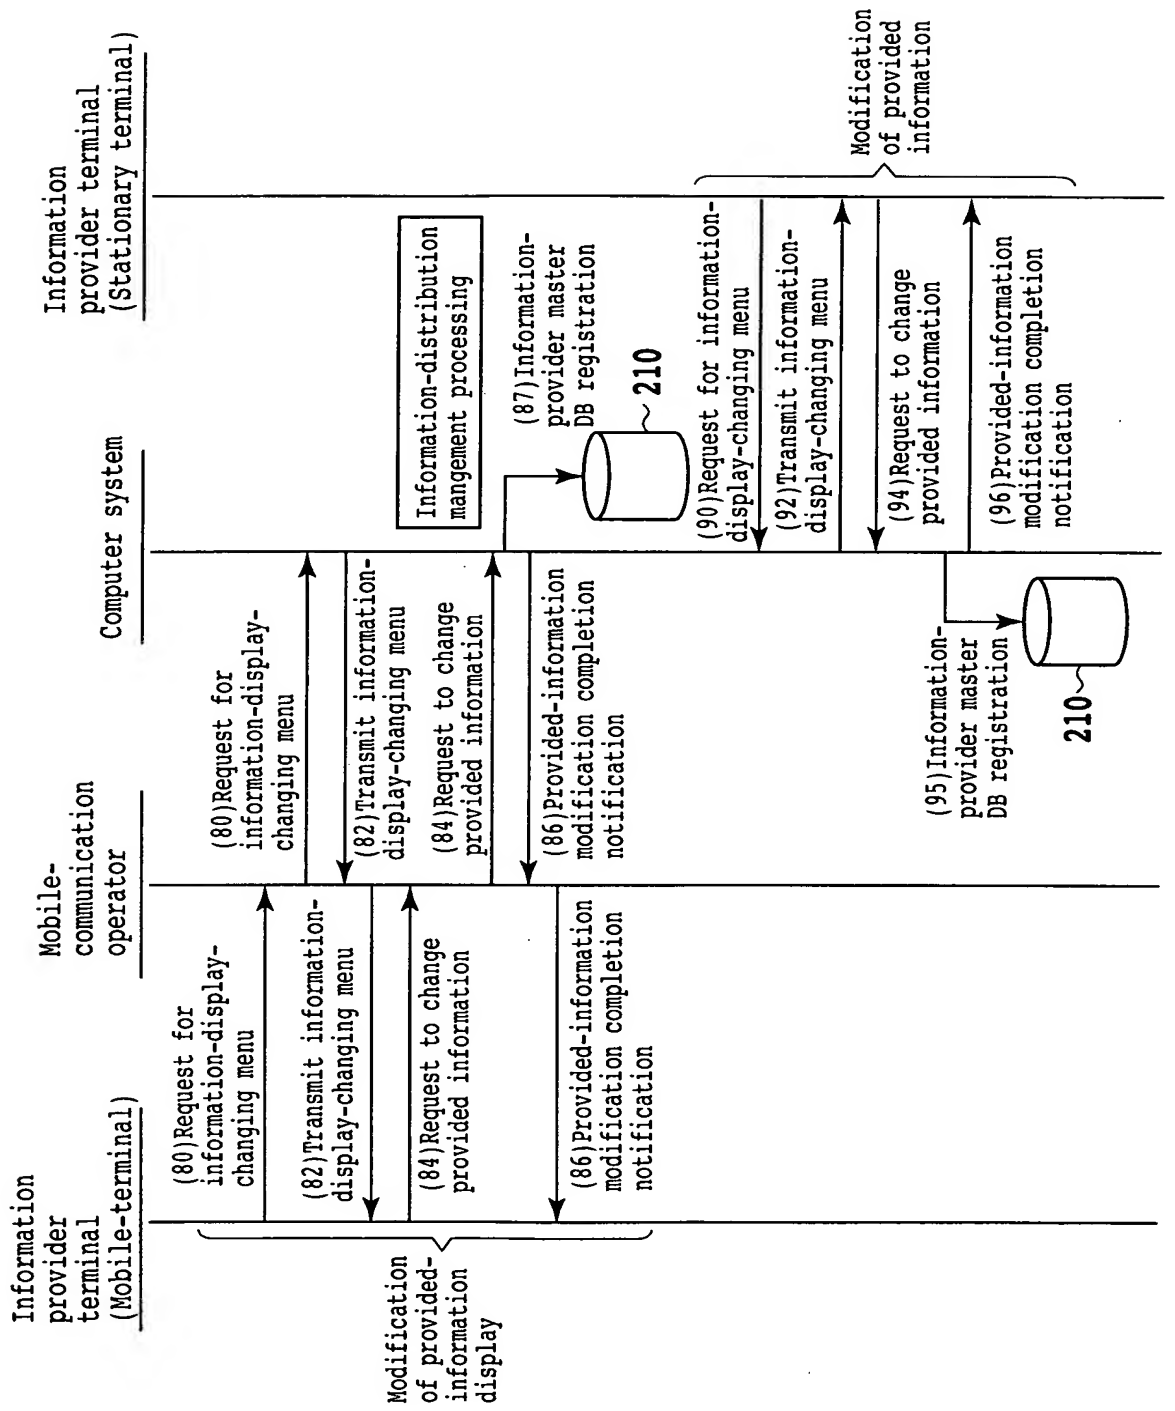 Information
provider
terminal
(Mobile-terminal)
Mobile-
communication
operator
Computer system
Information
provider terminal
(Stationary terminal)
(80)Request for
information-display-
changing menu
(80)Request for
information-display-
changing menu
(82)Transmit information-
display-changing menu
(82)Transmit information-
display-changing menu
Modification
of provided-
information
display
(84)Request to change
provided information
(84)Request to change
provided information
Information-distribution
mangement processing
(87)Information-
provider master
DB registration
210
(86)Provided-information
modification completion
notification
(86)Provided-information
modification completion
notification
(90)Request for information-
display-changing menu
(92)Transmit information-
display-changing menu
Modification
of provided
information
(94)Request to change
provided information
(95)Information-
provider master
DB registration
210
(96)Provided-information
modification completion
notification